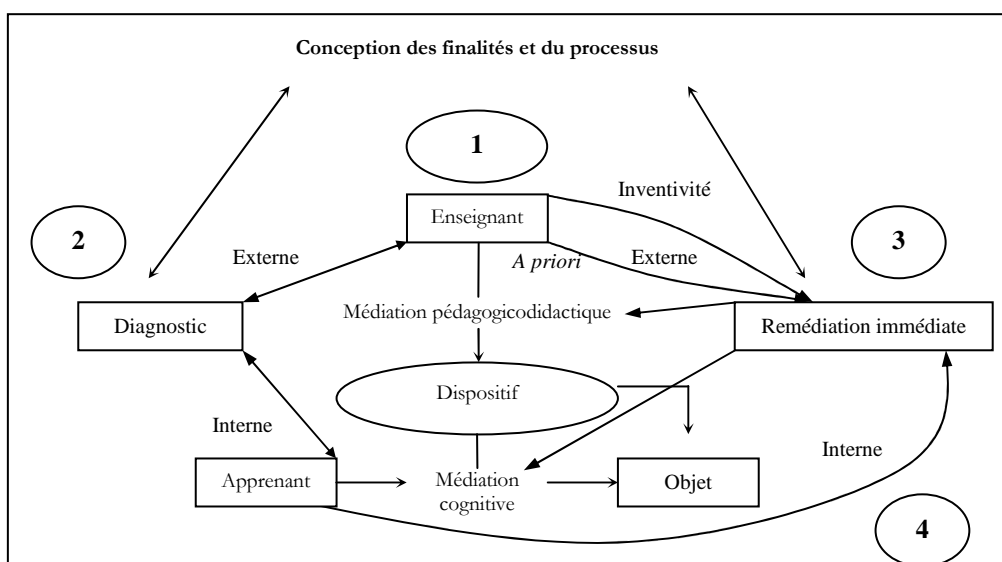 Conception des finalités et du processus
1
Inventivité
Enseignant
2
3
Externe
A priori
Externe
Diagnostic
Médiation pédagogicodidactique
Remédiation immédiate
Dispositif
Interne
Interne
Apprenant
Médiation
cognitive
Objet
4